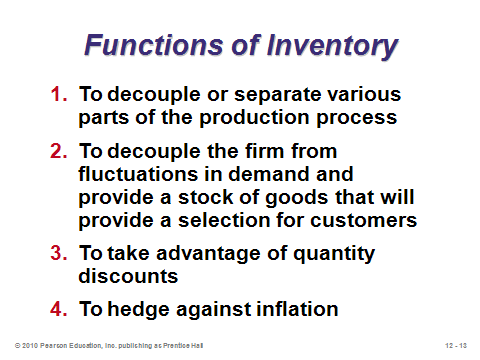 Functions of Inventory
1. To decouple or separate various
parts of the production process
2. To decouple the firm from
fluctuations in demand and
provide a stock of goods that will
provide a selection for customers
3. To take advantage of quantity
discounts
4. To hedge against inflation
© 2010 Pearson Education, Inc. publishing as Prentice Hall
12 - 13